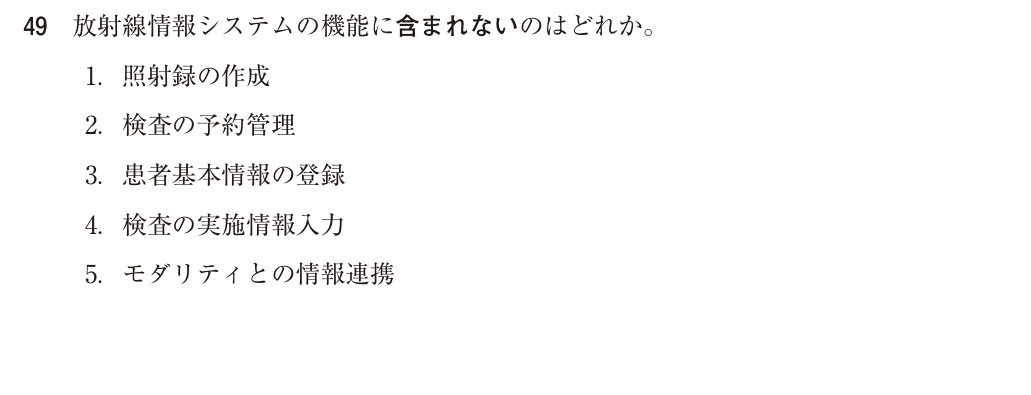 49 放射線情報システムの機能に含まれないのはどれか。
1. 照射録の作成
2. 検査の予約管理
3. 患者基本情報の登録
4. 検査の実施情報入力
5. モダリティとの情報連携